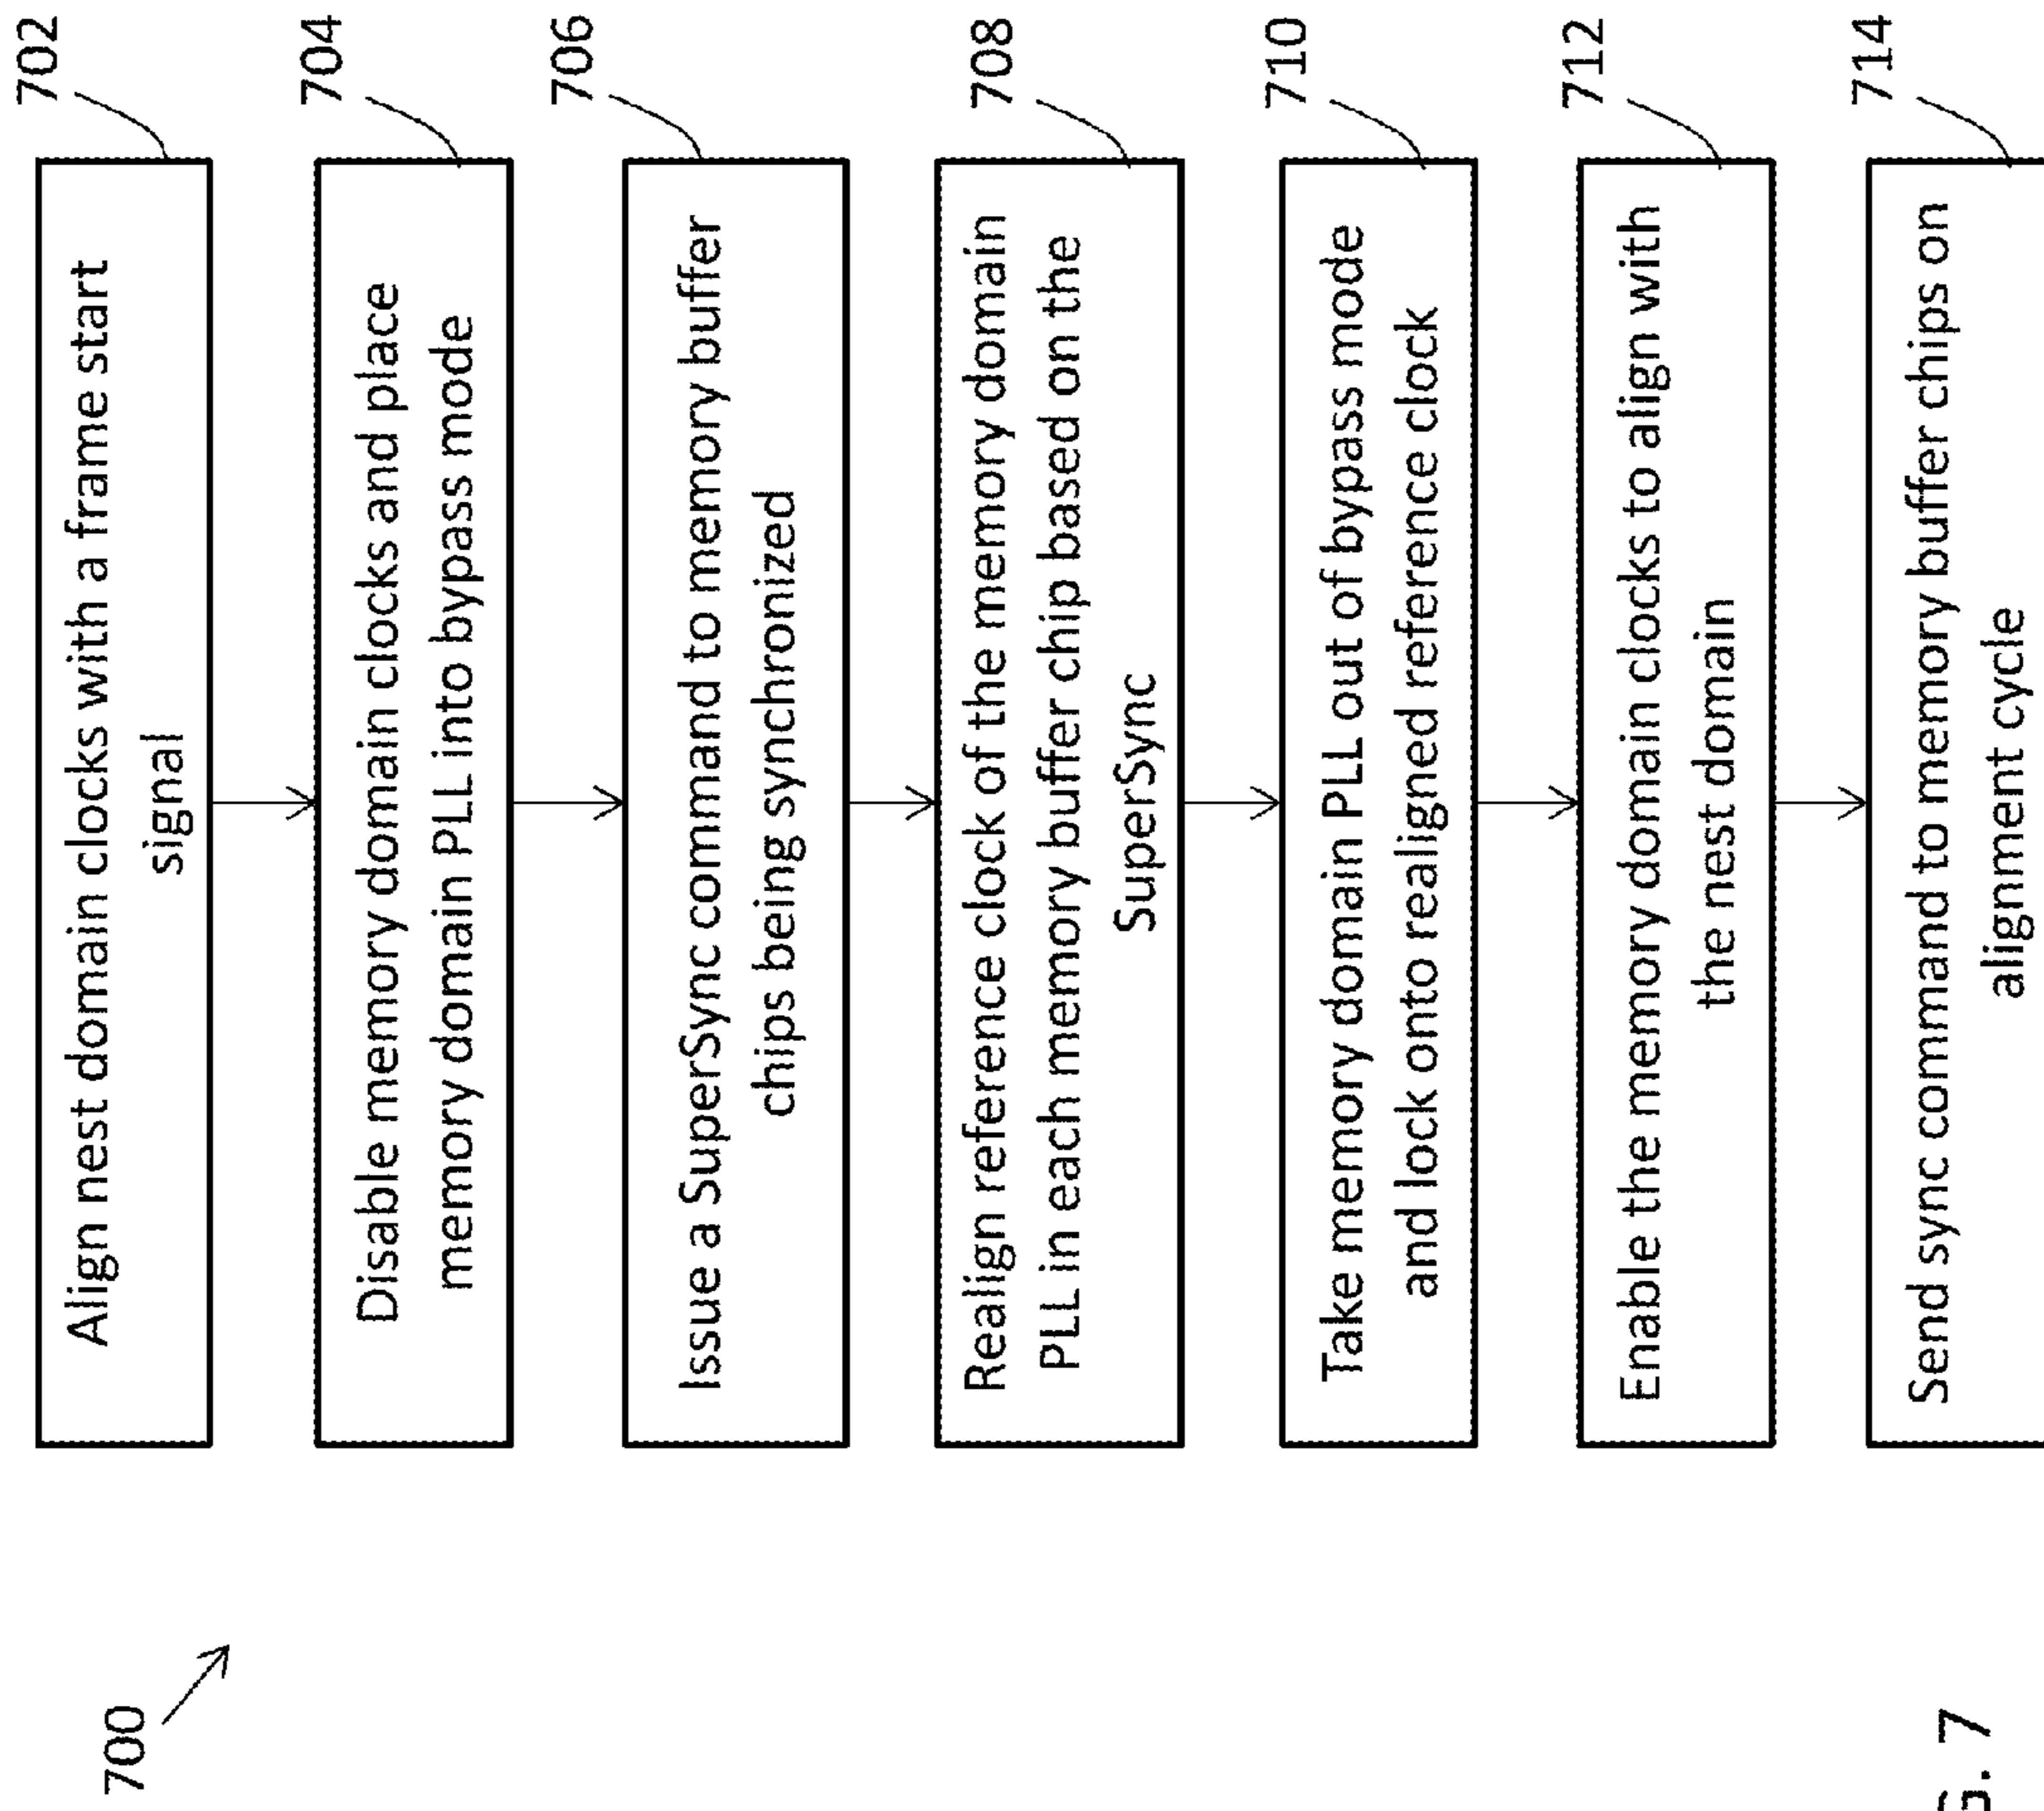 700
Align nest domain clocks with a frame start
signal
702
Disable memory domain clocks and place
memory domain PLL into bypass mode
704
Issue a SuperSync command to memory buffer
chips being synchronized
706
Realign reference clock of the memory domain
PLL in each memory buffer chip based on the
SuperSync
708
Take memory domain PLL out of bypass mode
and lock onto realigned reference clock
710
Enable the memory domain clocks to align with
the nest domain
712
Send sync command to memory buffer chips on
alignment cycle
714
G. 7